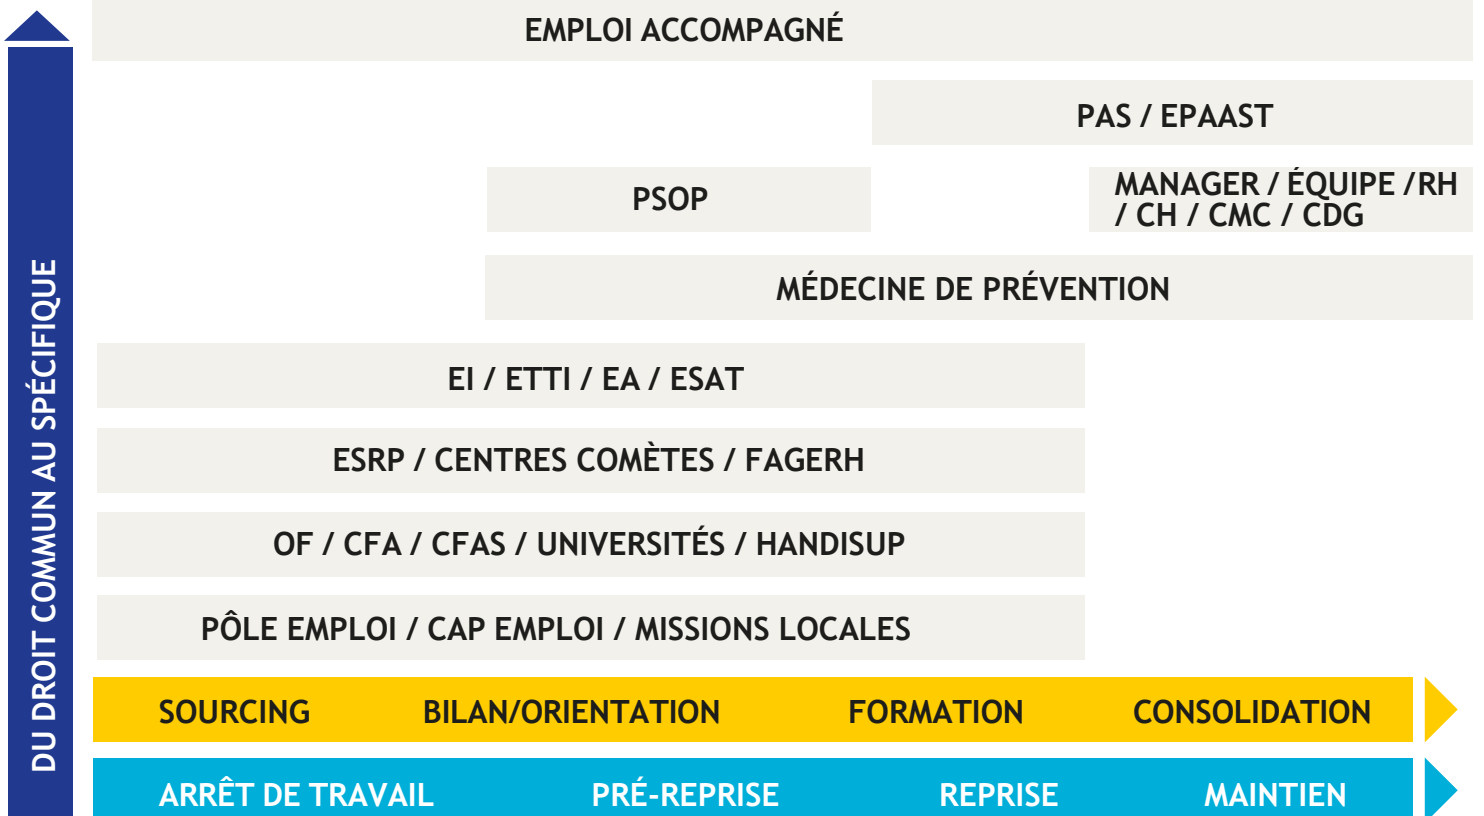 EMPLOI ACCOMPAGNÉ
PAS / EPAAST
PSOP
MANAGER / ÉQUIPE /RH
/ CH / CMC / CDG
MÉDECINE DE PRÉVENTION
EI / ETTI / EA / ESAT
ESRP / CENTRES COMÈTES / FAGERH
OF / CFA / CFAS / UNIVERSITÉS / HANDISUP
PÔLE EMPLOI / CAP EMPLOI / MISSIONS LOCALES
DU DROIT COMMUN AU SPÉCIFIQUE
SOURCING BILAN/ORIENTATION FORMATION CONSOLIDATION
ARRÊT DE TRAVAIL PRÉ-REPRISE REPRISE MAINTIEN